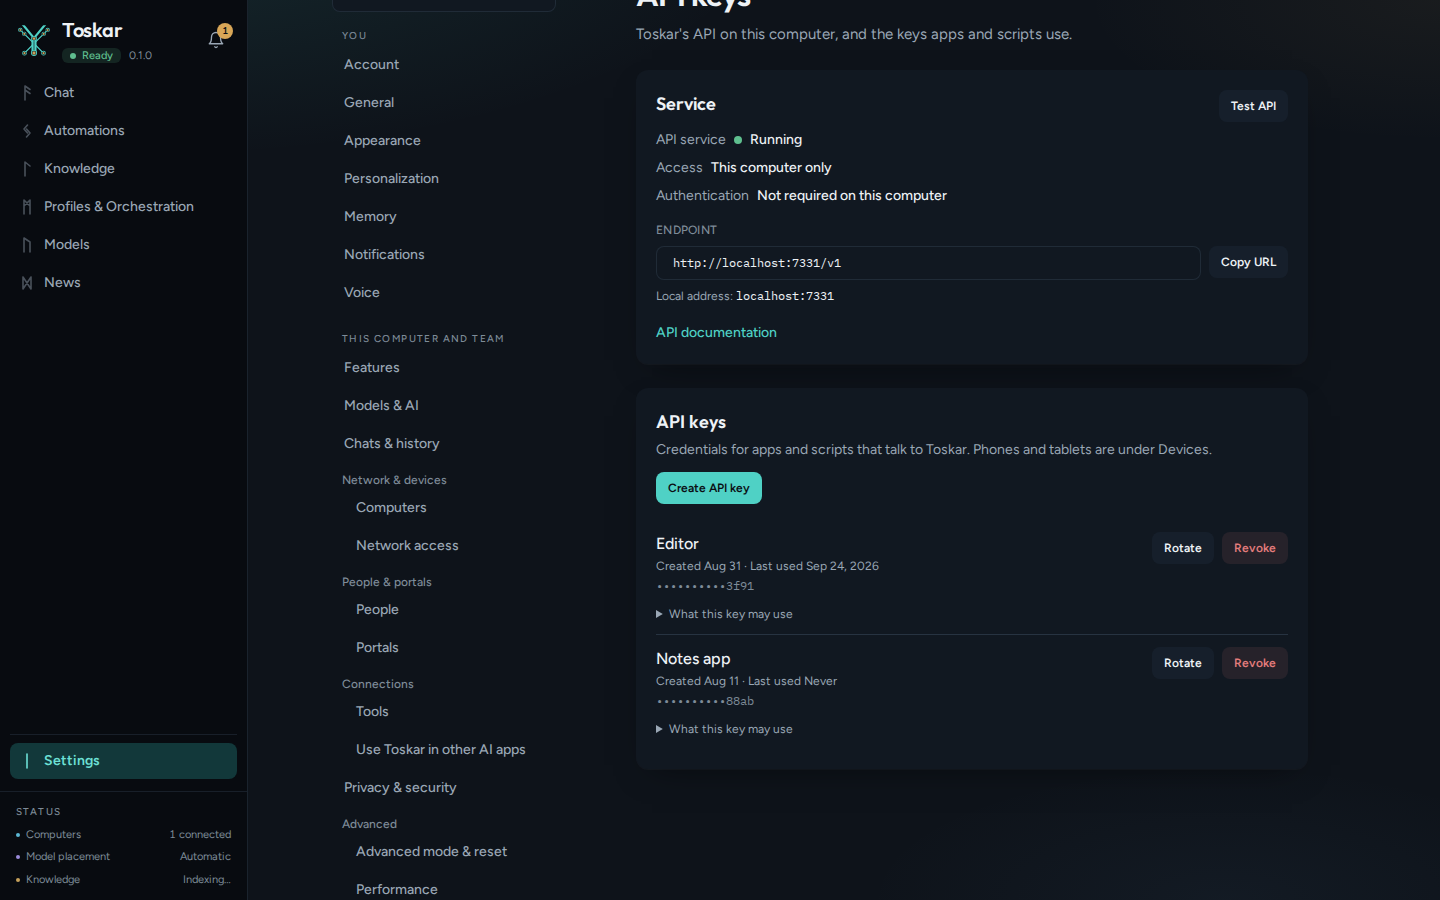 Toskar
1
Ready 0.1.0
Chat
Automations
Knowledge
Profiles & Orchestration
Models
News
Settings
STATUS
Computers 1 connected
Model placement Automatic
Knowledge Indexing…
YOU
Account
General
Appearance
Personalization
Memory
Notifications
Voice
THIS COMPUTER AND TEAM
Features
Models & AI
Chats & history
Network & devices
Computers
Network access
People & portals
People
Portals
Connections
Tools
Use Toskar in other AI apps
Privacy & security
Advanced
Advanced mode & reset
Performance
API keys
Toskar's API on this computer, and the keys apps and scripts use.
Service Test API
API service Running
Access This computer only
Authentication Not required on this computer
ENDPOINT
http://localhost:7331/v1 Copy URL
Local address: localhost:7331
API documentation
API keys
Credentials for apps and scripts that talk to Toskar. Phones and tablets are under Devices.
Create API key
Editor Rotate Revoke
Created Aug 31 · Last used Sep 24, 2026
••••••••••3f91
What this key may use
Notes app Rotate Revoke
Created Aug 11 · Last used Never
••••••••••88ab
What this key may use